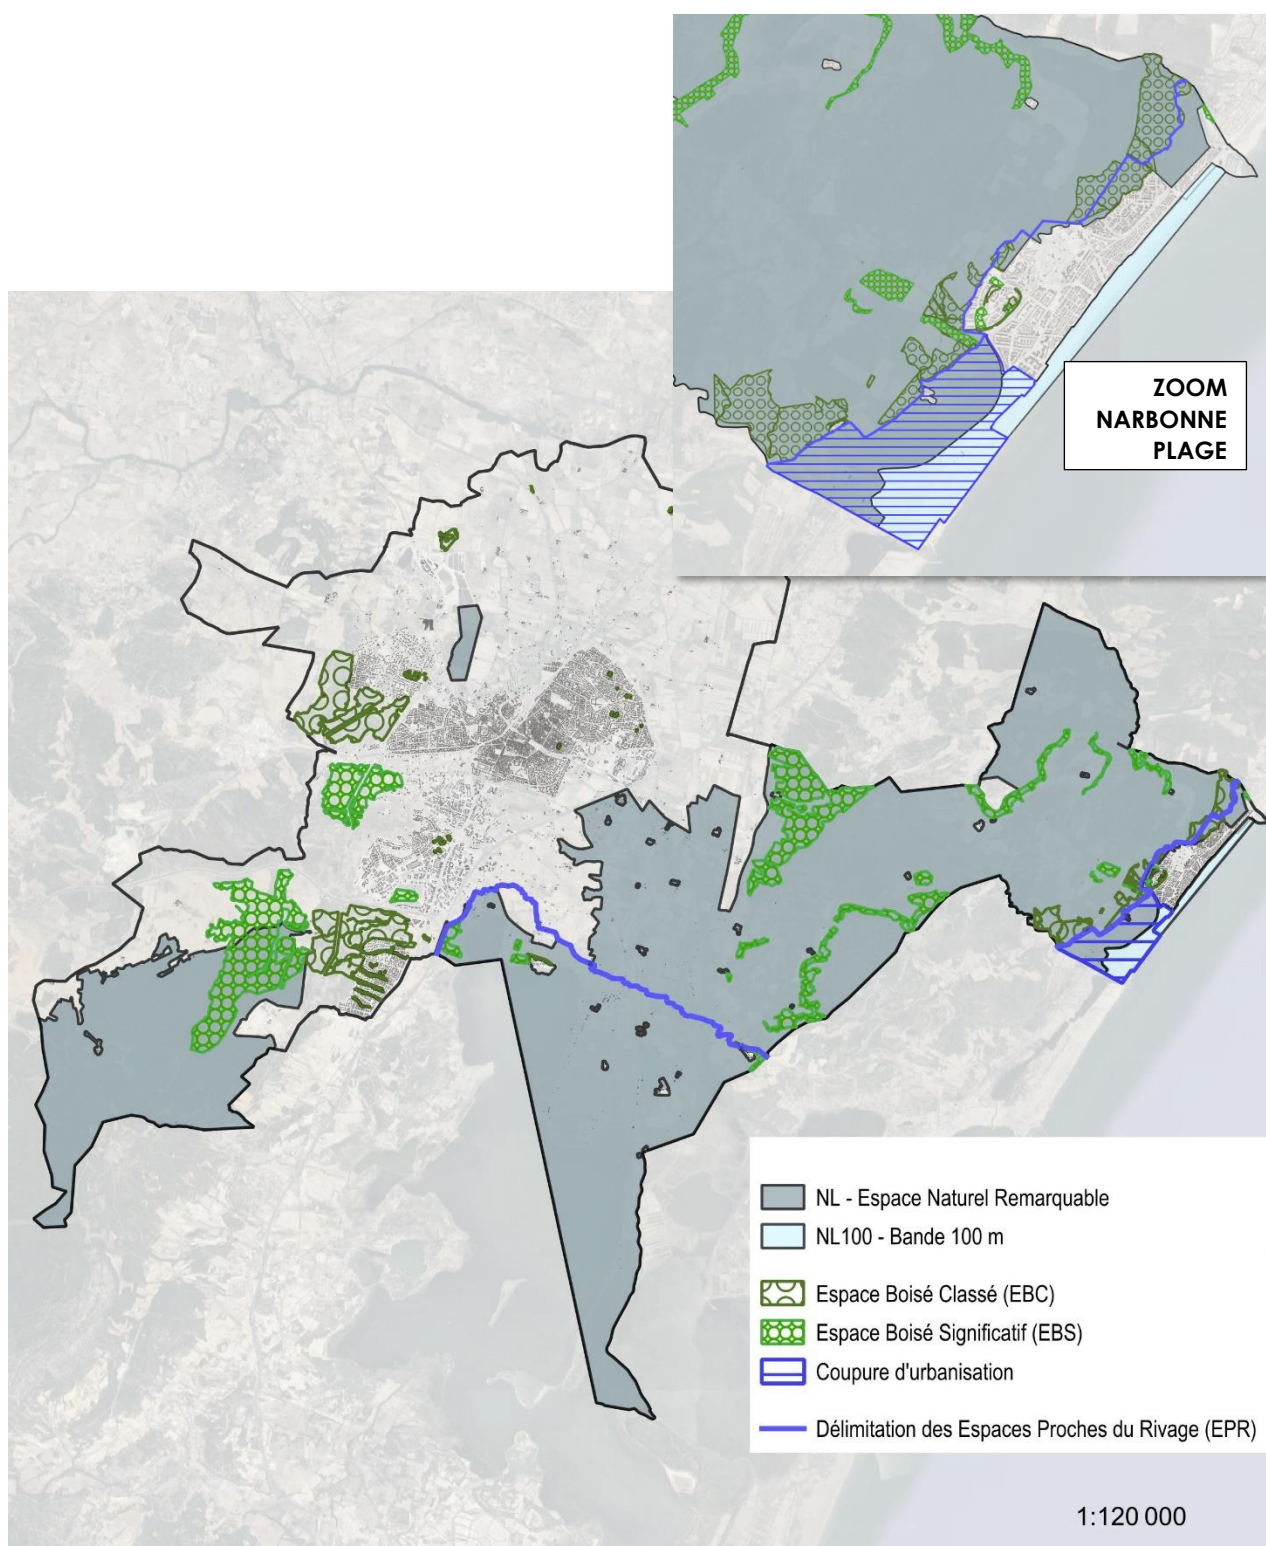 ZOOM
NARBONNE
PLAGE
NL - Espace Naturel Remarquable
NL100 - Bande 100 m
Espace Boisé Classé (EBC)
Espace Boisé Significatif (EBS)
Coupure d'urbanisation
Délimitation des Espaces Proches du Rivage (EPR)
1:120 000